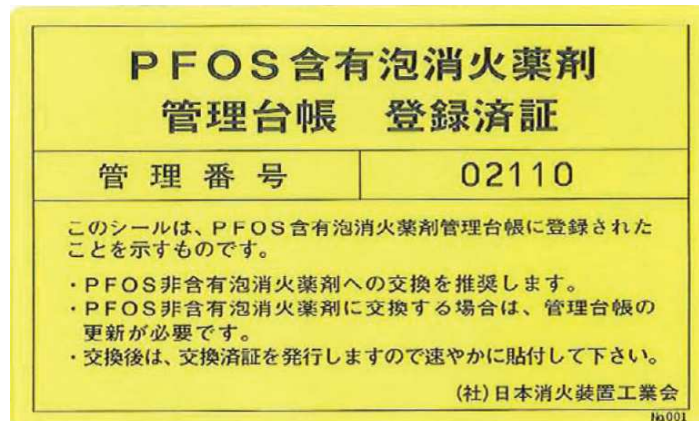 PFOS含有泡消火薬剤
管理台帳 登録済証
管理番号 02110
このシールは、PFOS含有泡消火薬剤管理台帳に登録された
ことを示すものです。
・PFOS非含有泡消火薬剤への交換を推奨します。
・PFOS非含有泡消火薬剤に交換する場合は、管理台帳の
更新が必要です。
・交換後は、交換済証を発行しますので速やかに貼付して下さい。
(社)日本消火装置工業会
No.001